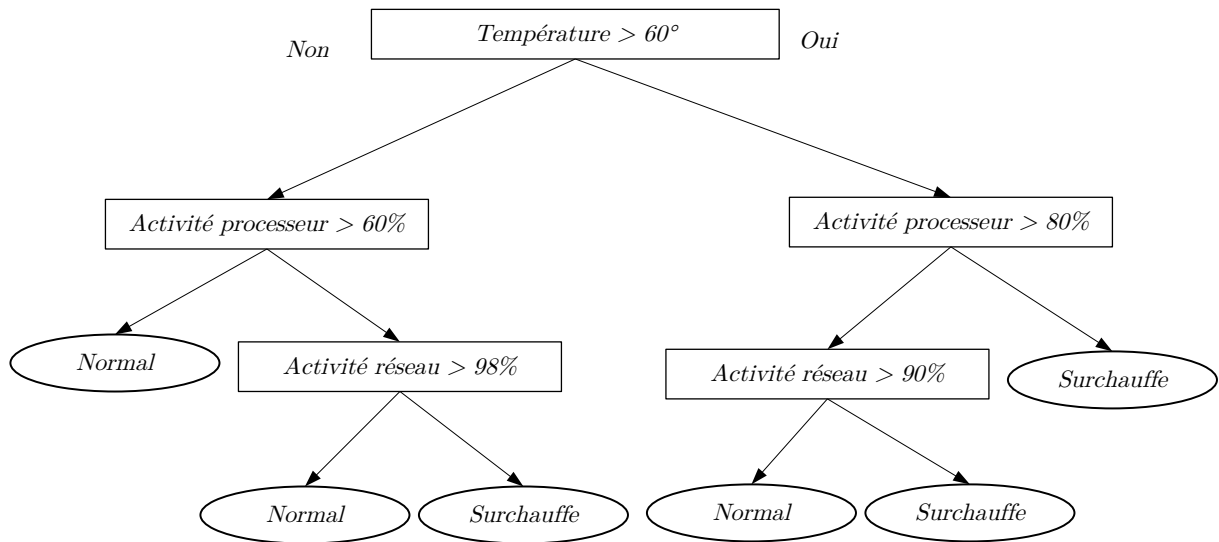 Température > 60°
Non
Oui
Activité processeur > 60%
Activité processeur > 80%
Normal
Activité réseau > 98%
Activité réseau > 90%
Surchauffe
Normal
Surchauffe
Normal
Surchauffe